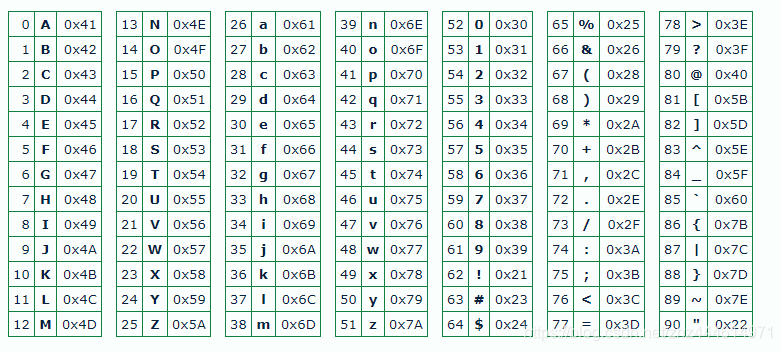 0 A 0x41 13 N 0x4E 26 a 0x61 39 n 0x6E 52 0 0x30 65 % 0x25 78 > 0x3E
1 B 0x42 14 O 0x4F 27 b 0x62 40 o 0x6F 53 1 0x31 66 & 0x26 79 ? 0x3F
2 C 0x43 15 P 0x50 28 c 0x63 41 p 0x70 54 2 0x32 67 ( 0x28 80 @ 0x40
3 D 0x44 16 Q 0x51 29 d 0x64 42 q 0x71 55 3 0x33 68 ) 0x29 81 [ 0x5B
4 E 0x45 17 R 0x52 30 e 0x65 43 r 0x72 56 4 0x34 69 * 0x2A 82 ] 0x5D
5 F 0x46 18 S 0x53 31 f 0x66 44 s 0x73 57 5 0x35 70 + 0x2B 83 ^ 0x5E
6 G 0x47 19 T 0x54 32 g 0x67 45 t 0x74 58 6 0x36 71 , 0x2C 84 _ 0x5F
7 H 0x48 20 U 0x55 33 h 0x68 46 u 0x75 59 7 0x37 72 . 0x2E 85 ` 0x60
8 I 0x49 21 V 0x56 34 i 0x69 47 v 0x76 60 8 0x38 73 / 0x2F 86 { 0x7B
9 J 0x4A 22 W 0x57 35 j 0x6A 48 w 0x77 61 9 0x39 74 : 0x3A 87 | 0x7C
10 K 0x4B 23 X 0x58 36 k 0x6B 49 x 0x78 62 ! 0x21 75 ; 0x3B 88 } 0x7D
11 L 0x4C 24 Y 0x59 37 l 0x6C 50 y 0x79 63 # 0x23 76 < 0x3C 89 ~ 0x7E
12 M 0x4D 25 Z 0x5A 38 m 0x6D 51 z 0x7A 64 $ 0x24 77 = 0x3D 90 " 0x22